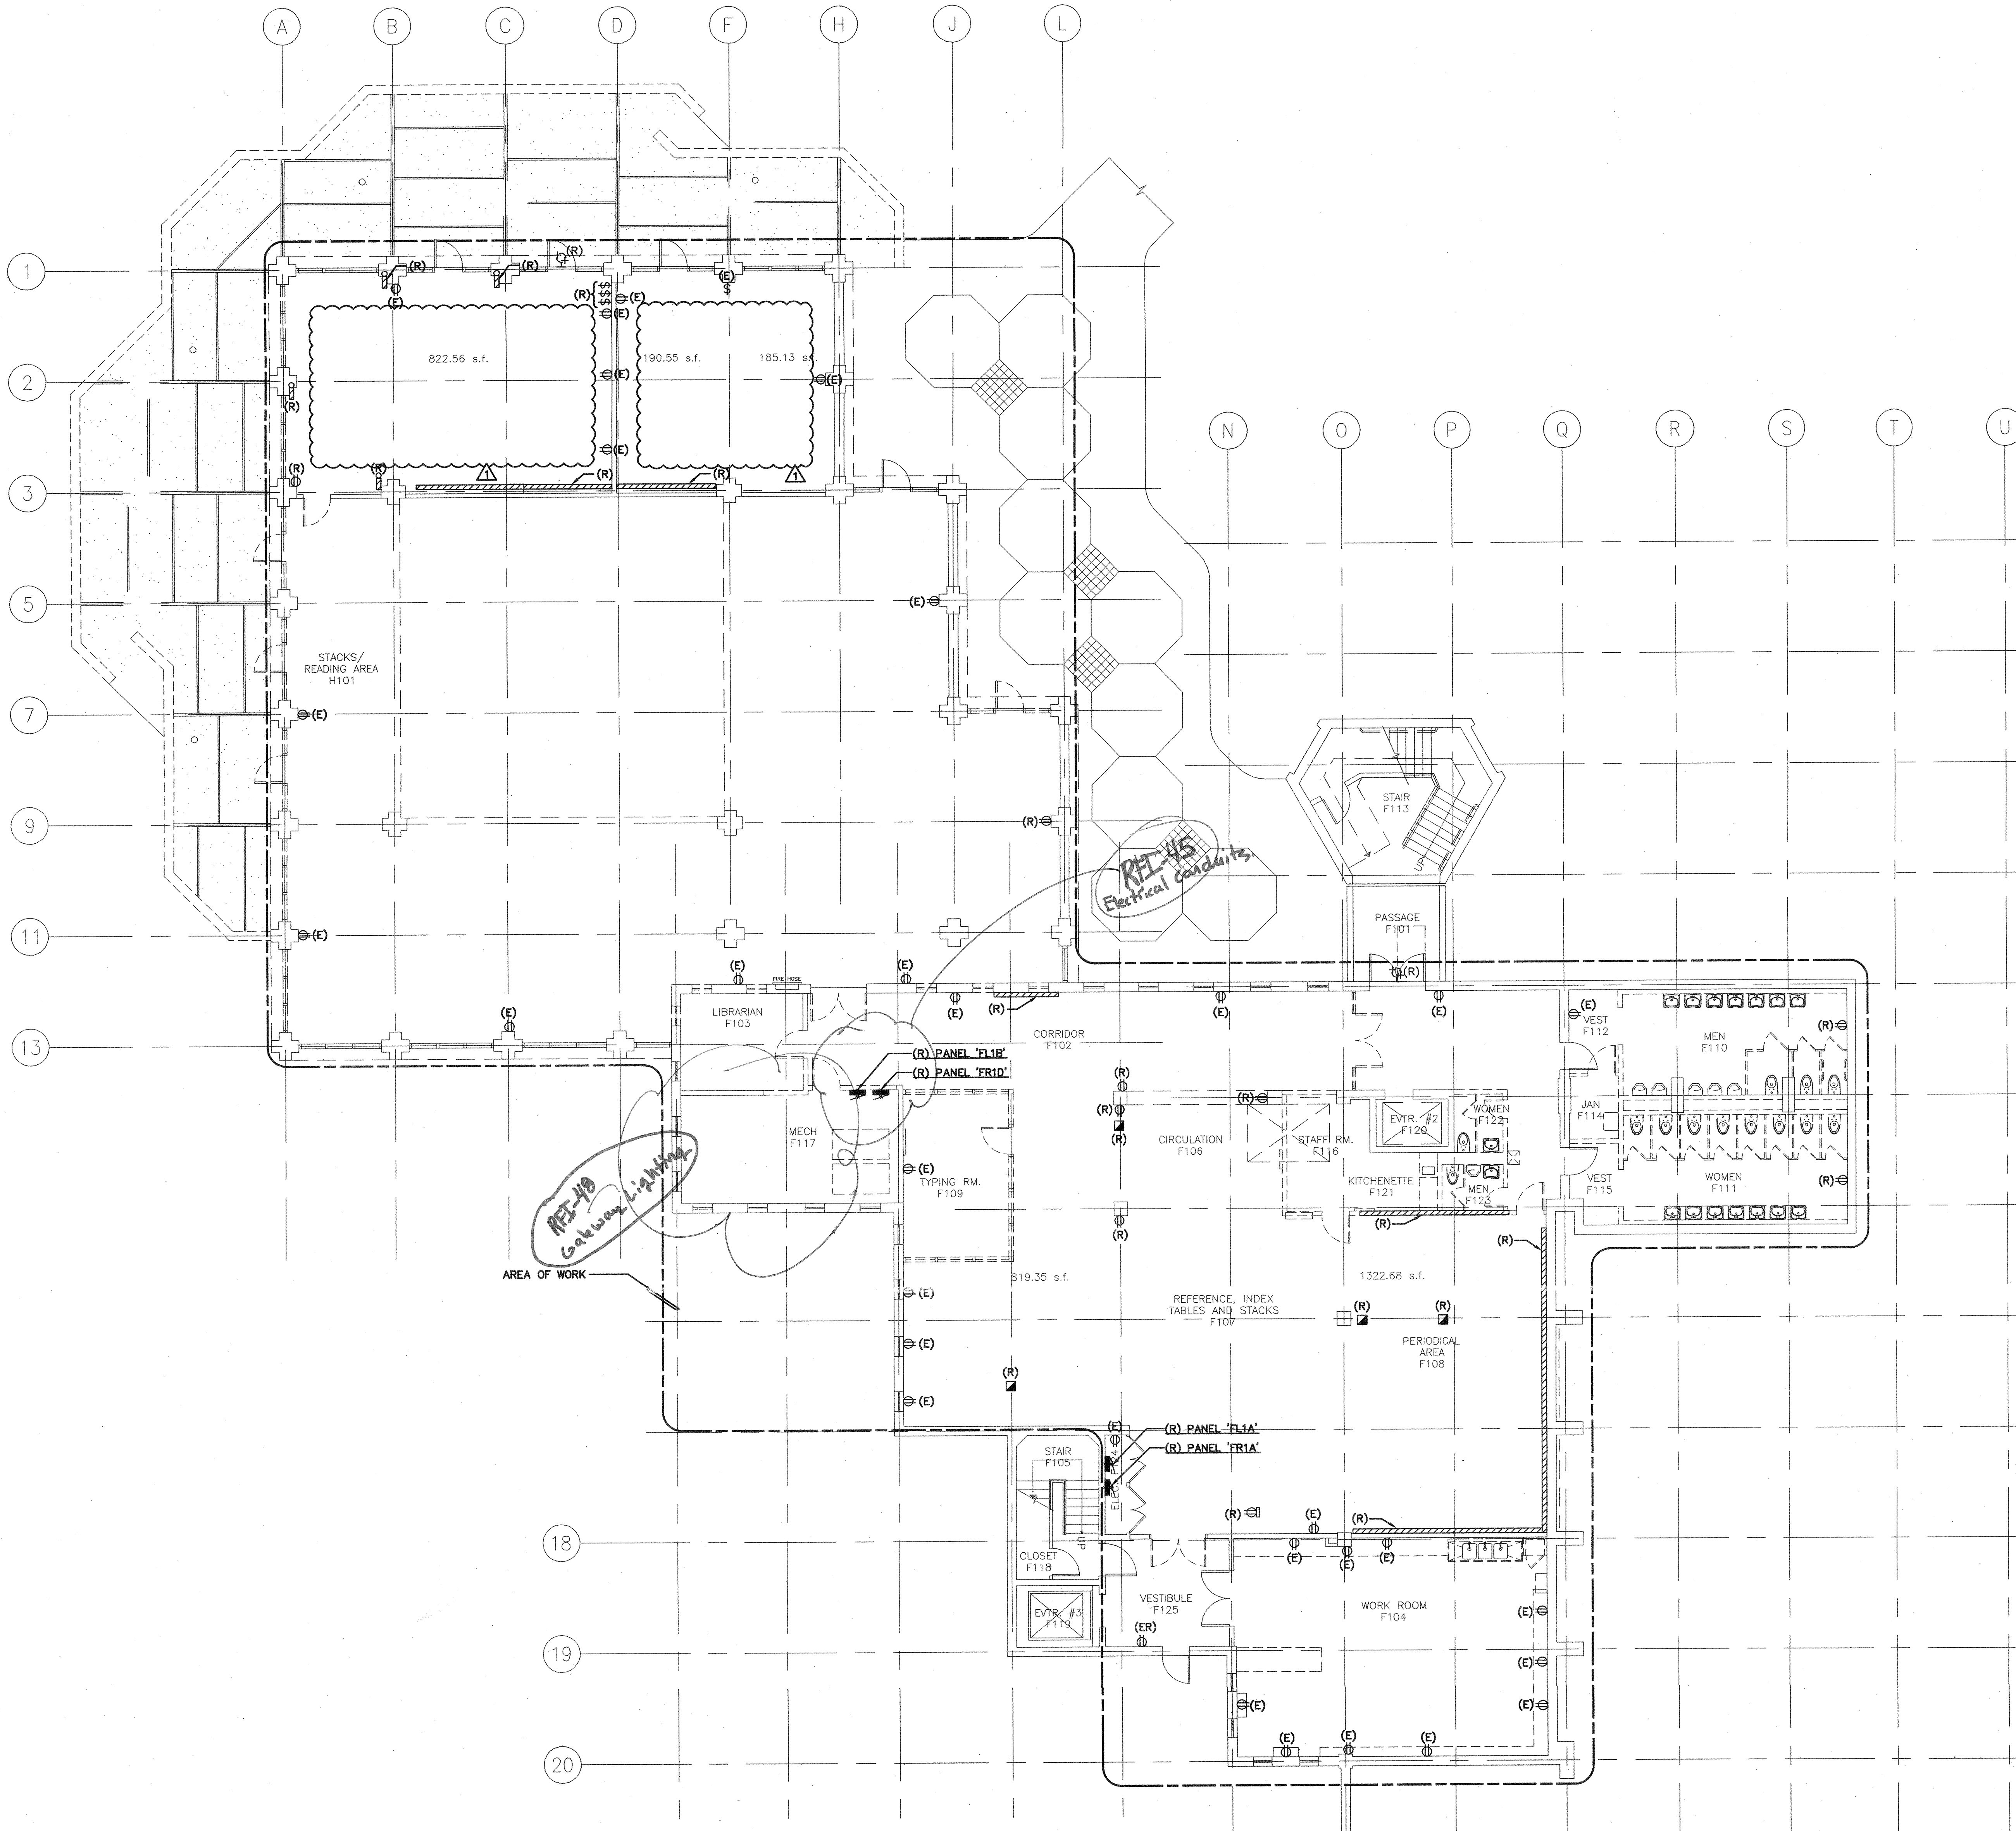 A B C D F H J L
1
(R) (R) (R)
(E) (E)
(R) $ $ $ (E) $
(E)
822.56 s.f. 190.55 s.f. 185.13 s.f.
2
(E) (E)
(R)
N O P Q R S T U
(E)
(R) (R) 1 (R) (R) 1
3
5
(E)
STACKS/
READING AREA
H101
7
(E)
STAIR
F113
9
(R)
UP
RFI-45
Electrical Conduits.
PASSAGE
F101
11
(E)
(E) FIRE HOSE (E) (R)
LIBRARIAN
F103
(E) (R) (E) (E) (E)
VEST
F112
(E)
13
CORRIDOR
F102
MEN
F110
(R)
(R) PANEL 'FL1B'
(R) PANEL 'FR1D'
(R)
(R)
(R)
(R)
MECH
F117
CIRCULATION
F106
STAFF RM.
F116
EVTR. #2
F120
WOMEN
F122
JAN
F114
(E)
TYPING RM.
F109
KITCHENETTE
F121
MEN
F123
VEST
F115
WOMEN
F111
(R)
RFI-48
Gateway Lighting
(R) (R) (R)
AREA OF WORK
819.35 s.f. 1322.68 s.f.
(E)
REFERENCE, INDEX
TABLES AND STACKS
F107
(R) (R)
(E)
PERIODICAL
AREA
F108
(R)
(E)
(E)
(R) PANEL 'FL1A'
(R) PANEL 'FR1A'
STAIR
F105
ELEC. F124
(R) (E) (R)
18
UP
(E) (E) (E)
CLOSET
F118
EVTR. #3
F119
VESTIBULE
F125
WORK ROOM
F104
(E)
(ER)
19
(E)
(E) (E)
(E) (E) (E)
20